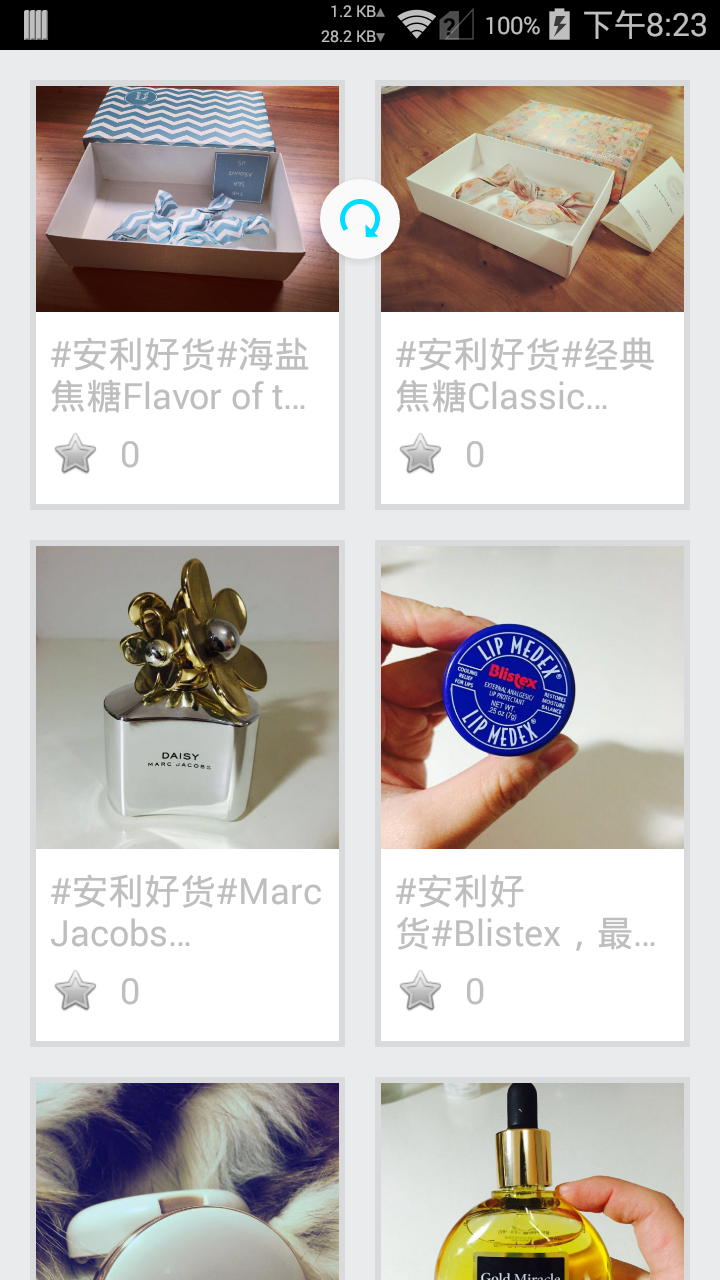 1.2 KB
28.2 KB
100%
下午8:23
#安利好货#海盐
焦糖Flavor of t...
0
#安利好货#经典
焦糖Classic...
0
DAISY
MARC JACOBS
LIP MEDEX®
Blistex
COOLING
RELIEF
FOR LIPS
EXTERNAL ANALGESIC/
LIP PROTECTANT
RESTORES
MOISTURE
BALANCE
NET WT.
.25 oz (7g)
LIP MEDEX®
#安利好货#Marc
Jacobs...
0
#安利好
货#Blistex，最...
0
Gold Miracle